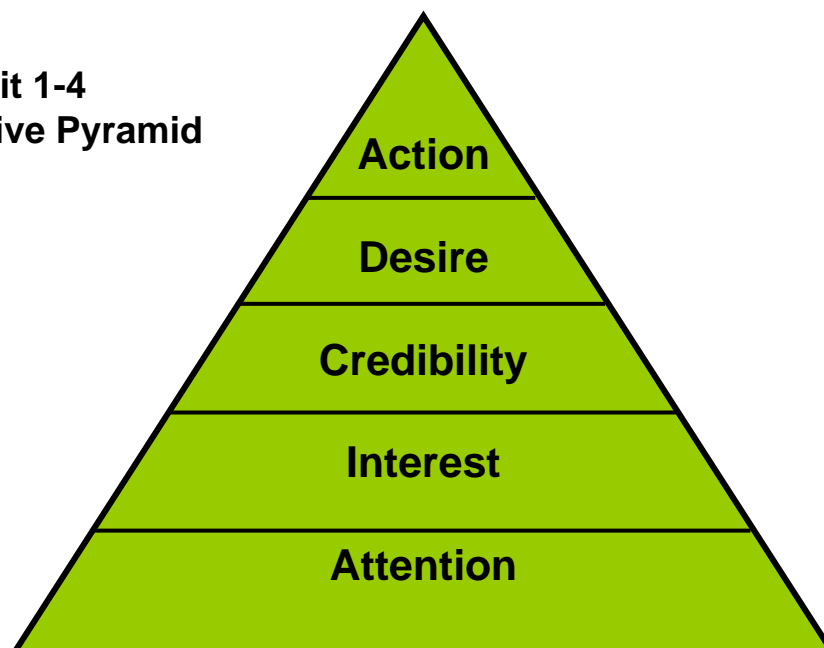 it 1-4
ive Pyramid
Action
Desire
Credibility
Interest
Attention